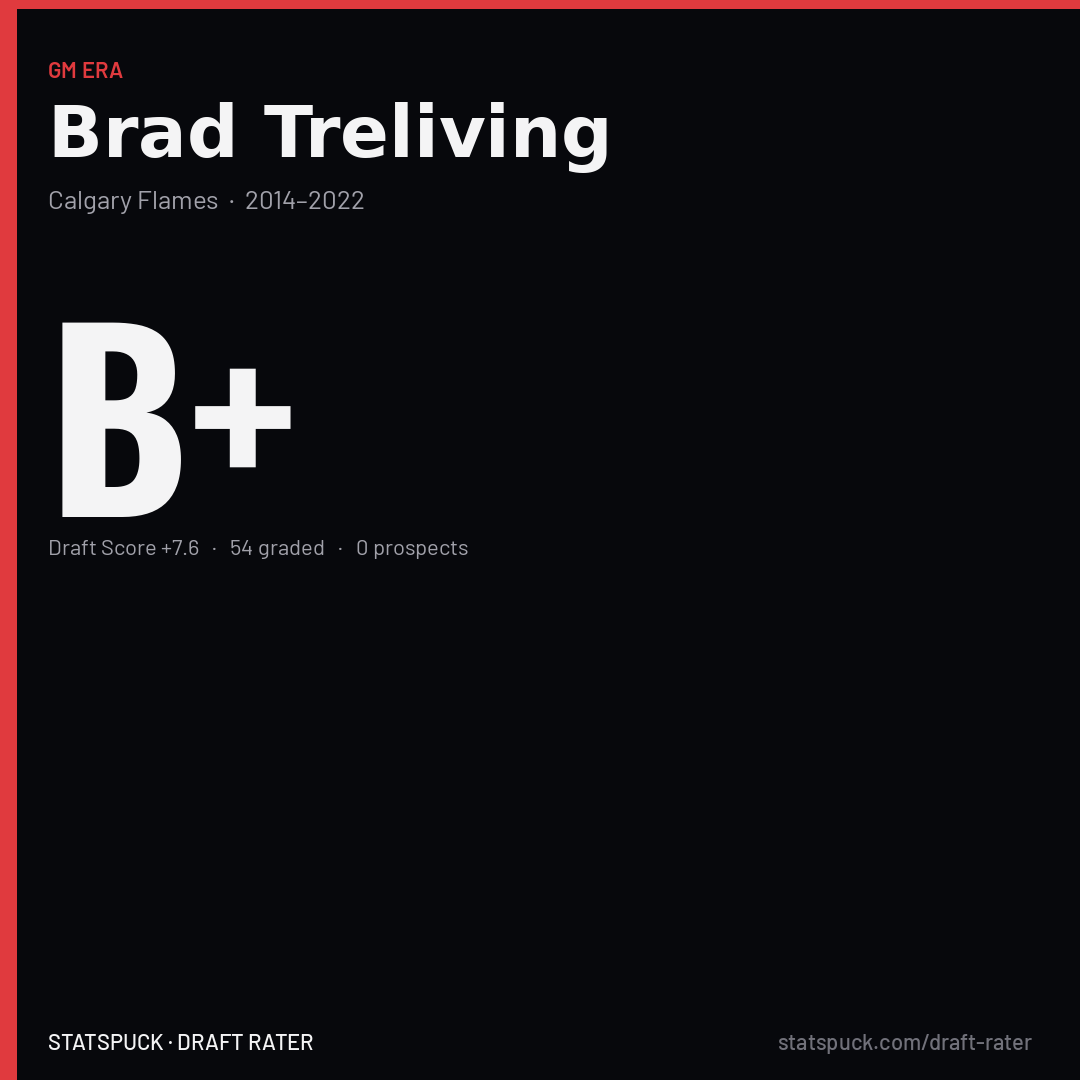 GM ERA
Brad Treliving
Calgary Flames · 2014–2022
B+
Draft Score +7.6 · 54 graded · 0 prospects
STATSPUCK · DRAFT RATER
statspuck.com/draft-rater